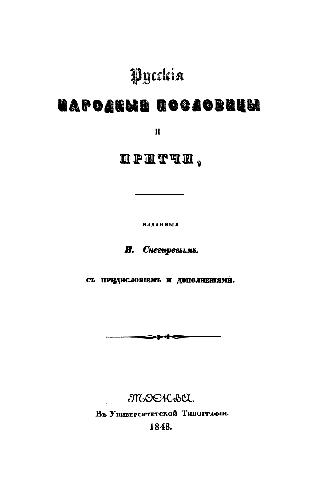 Русскія
НАРОДНЫЯ ПОСЛОВИЦЫ
И
ПРИТЧИ,
ИЗДАННЫЯ
И. Снегиревымъ.
СЪ ПРЕДИСЛОВІЕМЪ И ДОПОЛНЕНІЯМИ.
МОСКВА.
Въ Университетской Типографіи.
1848.